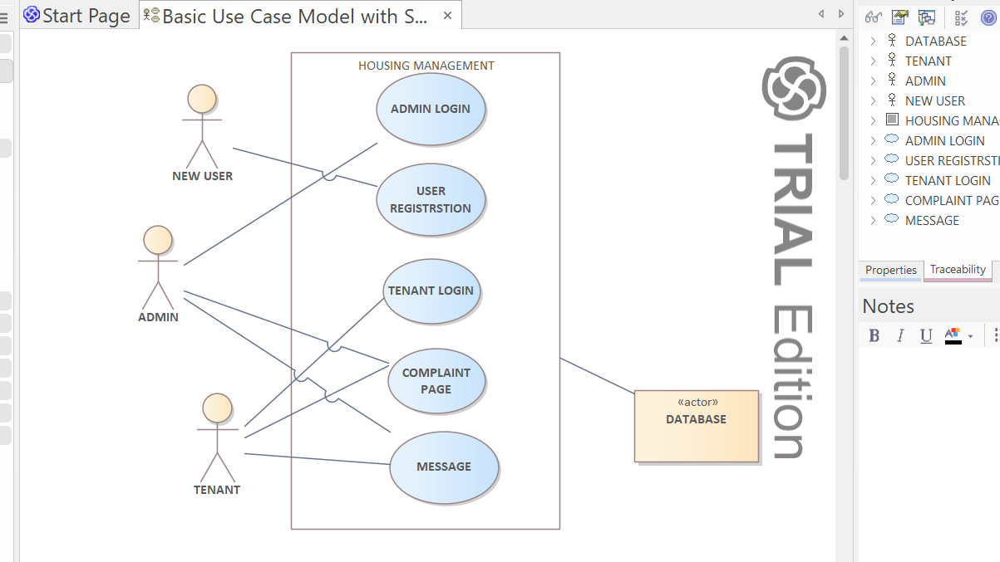 Start Page
Basic Use Case Model with S...
HOUSING MANAGEMENT
ADMIN LOGIN
NEW USER
USER
REGISTRSTION
ADMIN
TENANT LOGIN
COMPLAINT
PAGE
TENANT
MESSAGE
«actor»
DATABASE
TRIAL Edition
DATABASE
TENANT
ADMIN
NEW USER
HOUSING MANA
ADMIN LOGIN
USER REGISTRSTI
TENANT LOGIN
COMPLAINT PAG
MESSAGE
Properties
Traceability
Notes
B I U A